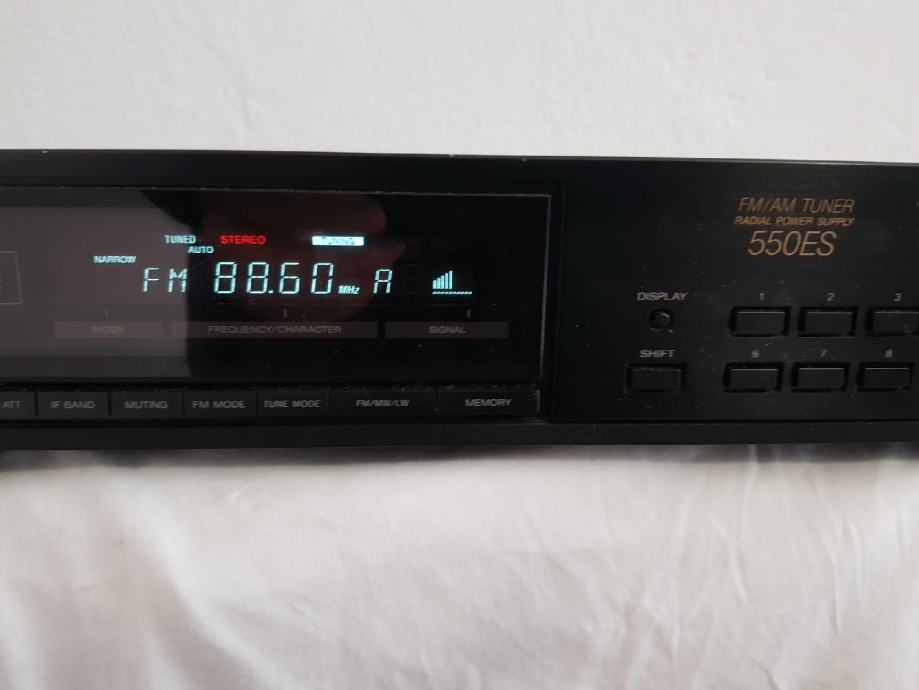 TUNED STEREO TUNING
AUTO
NARROW
FM 88.60 MHz A
MODE FREQUENCY/CHARACTER SIGNAL
ATT IF BAND MUTING FM MODE TUNE MODE FM/MW/LW MEMORY
FM/AM TUNER
RADIAL POWER SUPPLY
550ES
DISPLAY 1 2 3
SHIFT 6 7 8